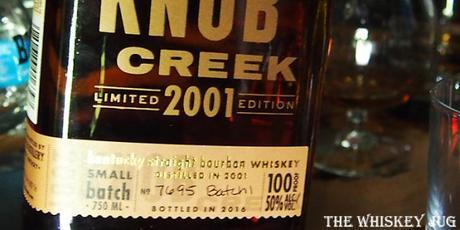 KNOB
CREEK
LIMITED 2001 EDITION
kentucky straight bourbon WHISKEY
DISTILLED IN 2001
SMALL
batch
- 750 ML -
Nº 7695 Batch 1
100 PROOF
50% ALC/VOL.
BOTTLED IN 2016
THE WHISKEY JUG